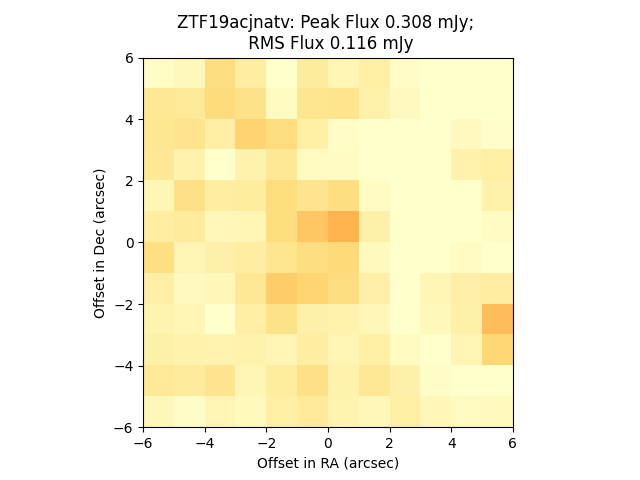 ZTF19acjnatv: Peak Flux 0.308 mJy;
RMS Flux 0.116 mJy
6
4
2
0
−2
−4
−6
Offset in Dec (arcsec)
−6 −4 −2 0 2 4 6
Offset in RA (arcsec)